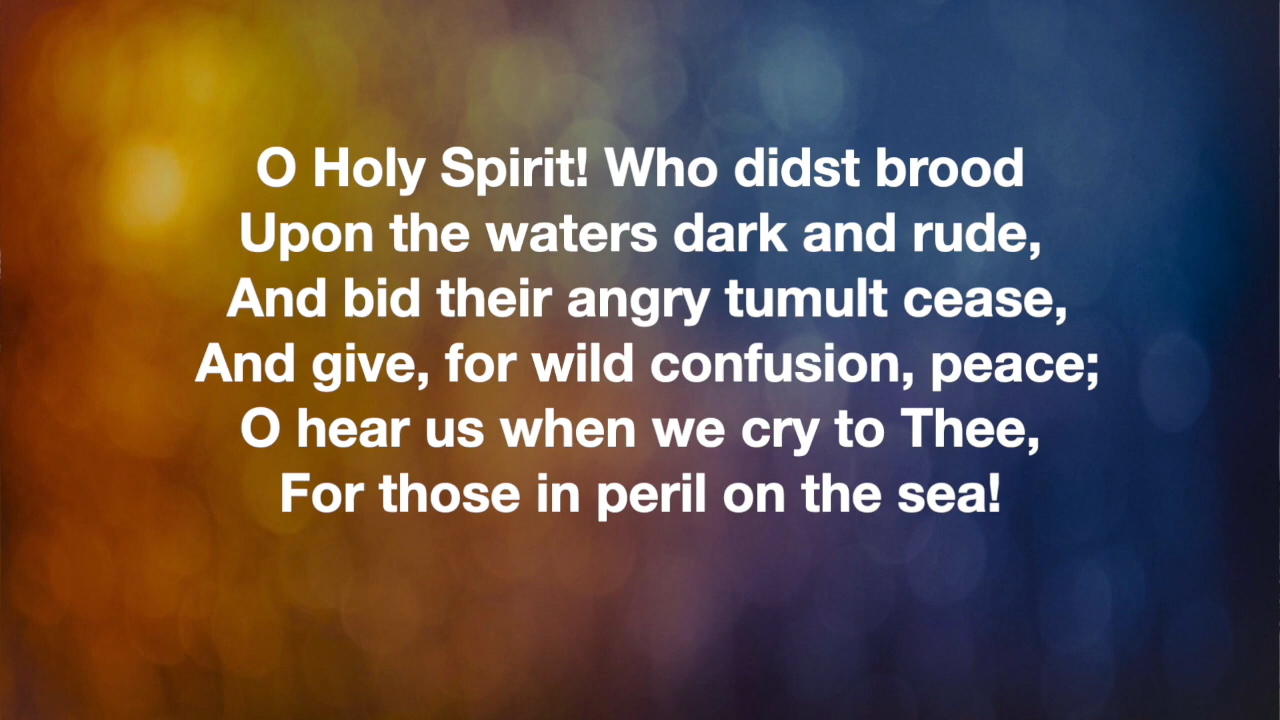 O Holy Spirit! Who didst brood
Upon the waters dark and rude,
And bid their angry tumult cease,
And give, for wild confusion, peace;
O hear us when we cry to Thee,
For those in peril on the sea!